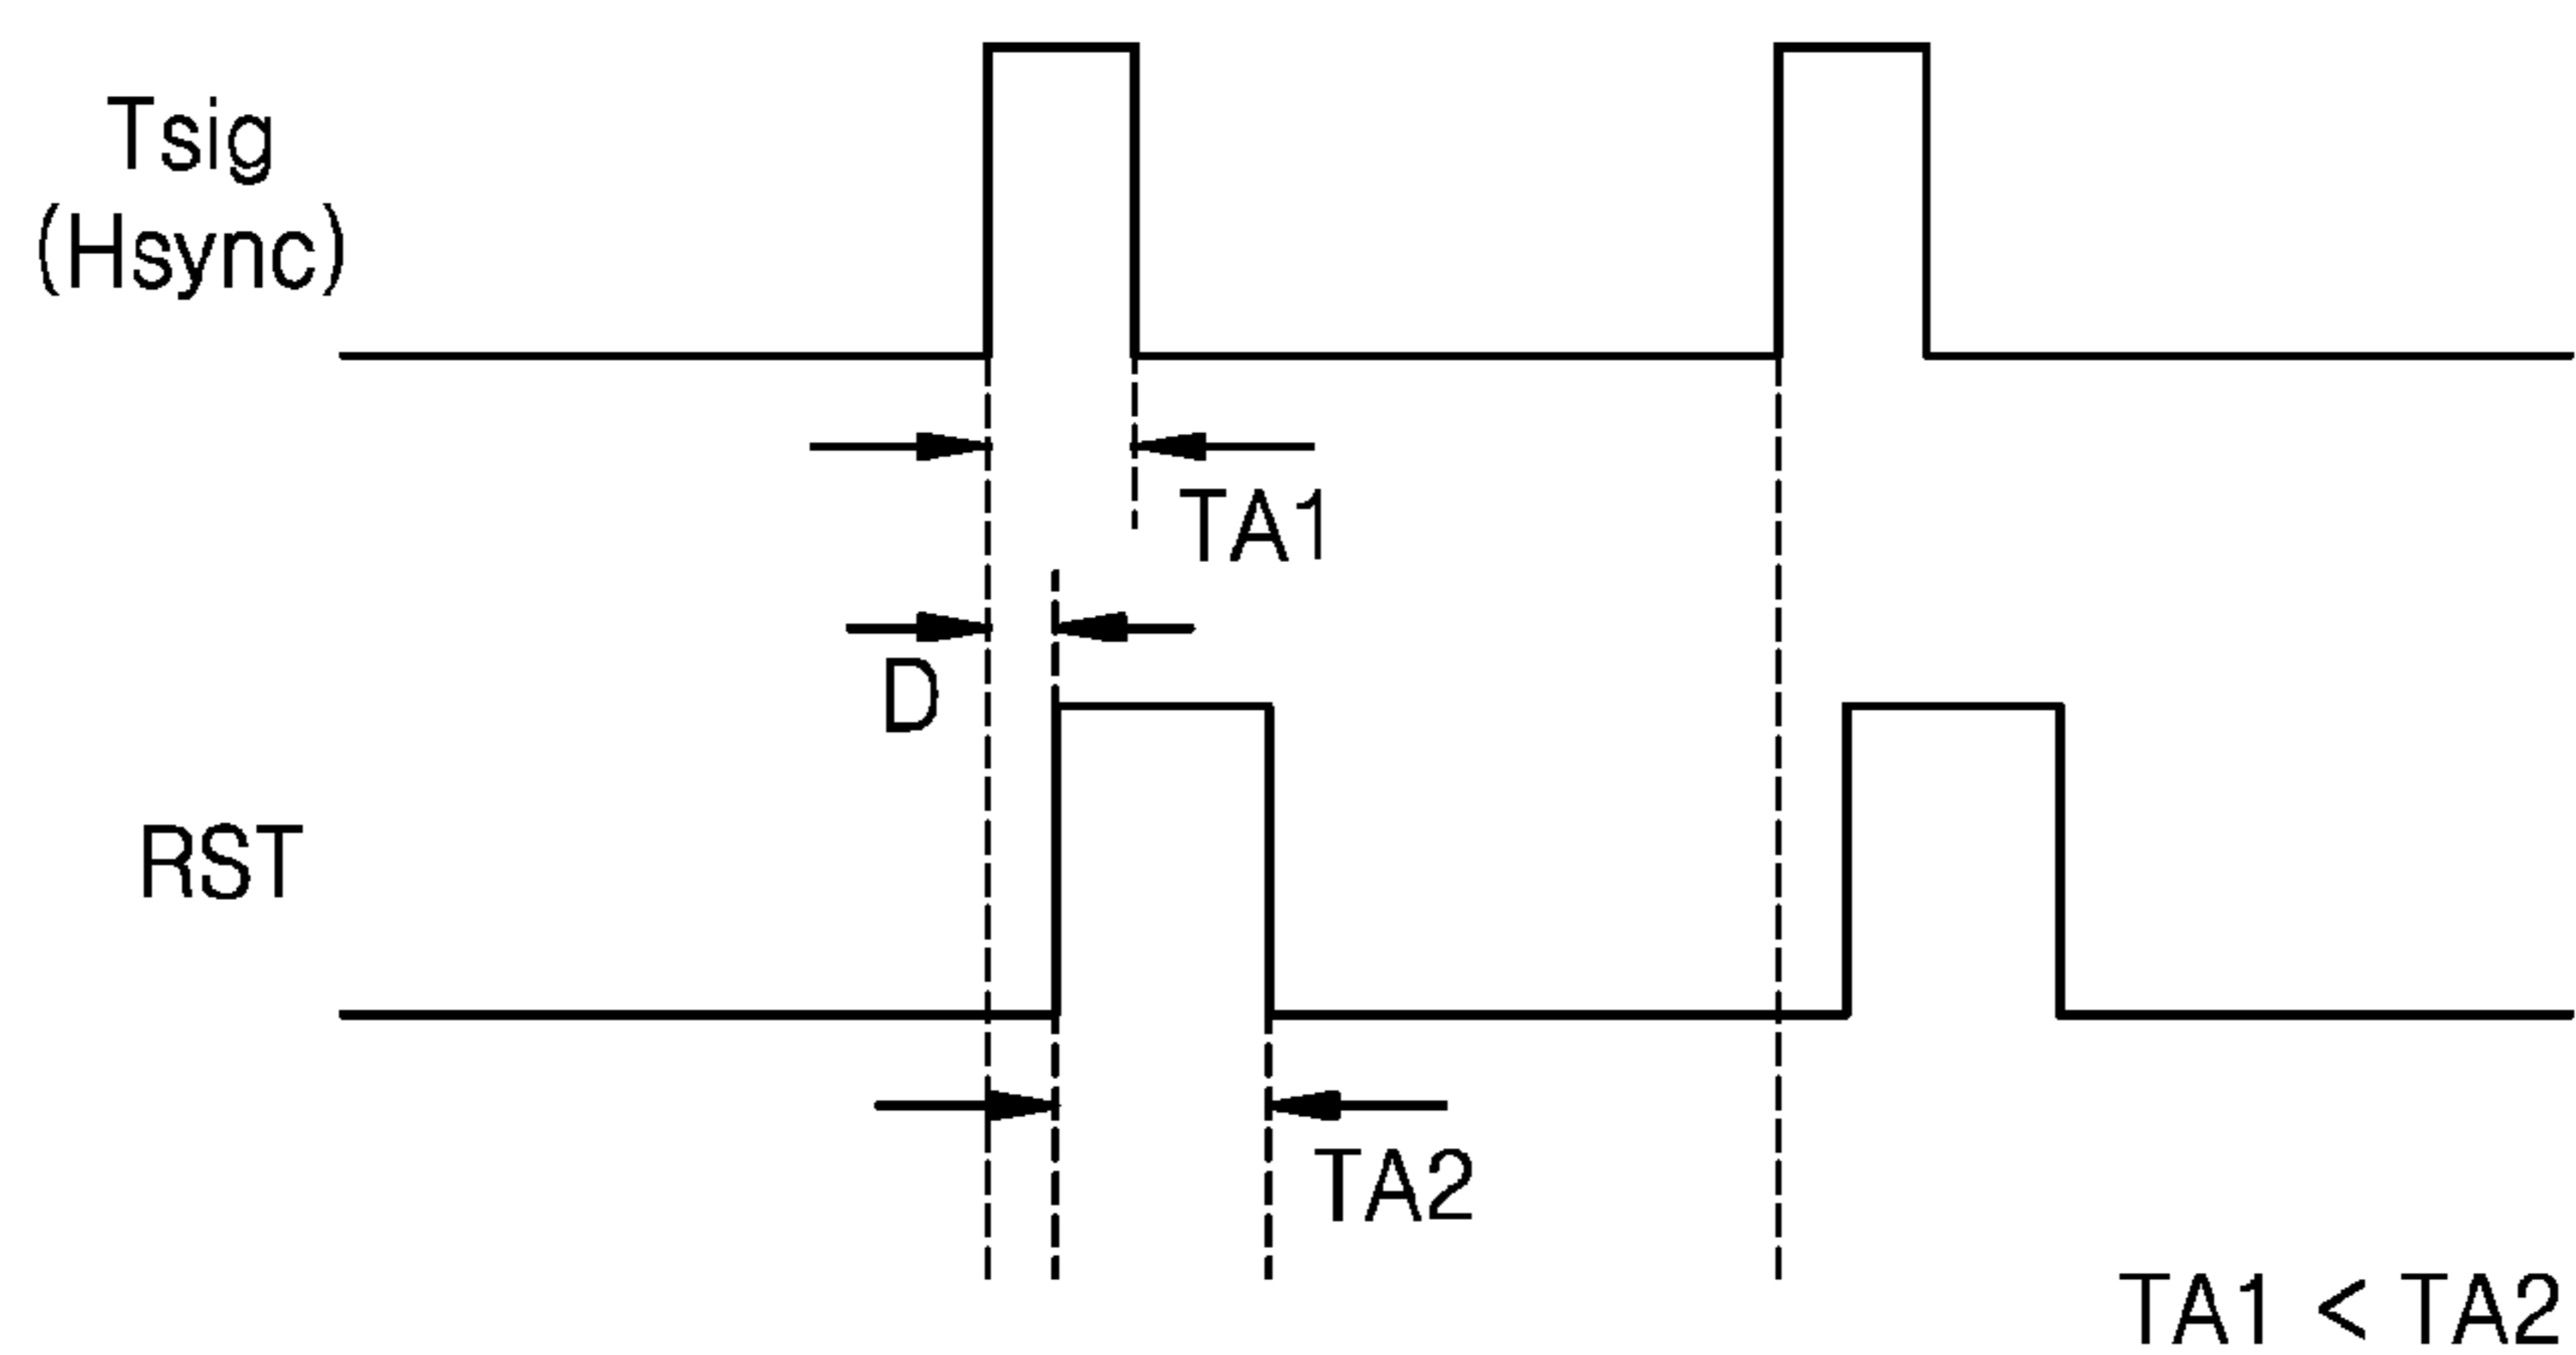 Tsig
(Hsync)
TA1
D
RST
TA2
TA1 < TA2